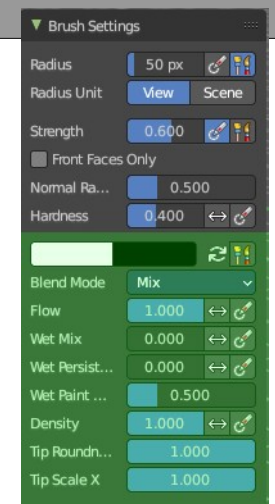 Brush Settings
Radius 50 px
Radius Unit View Scene
Strength 0.600
Front Faces Only
Normal Ra... 0.500
Hardness 0.400
Blend Mode Mix
Flow 1.000
Wet Mix 0.000
Wet Persist... 0.000
Wet Paint ... 0.500
Density 1.000
Tip Roundn... 1.000
Tip Scale X 1.000